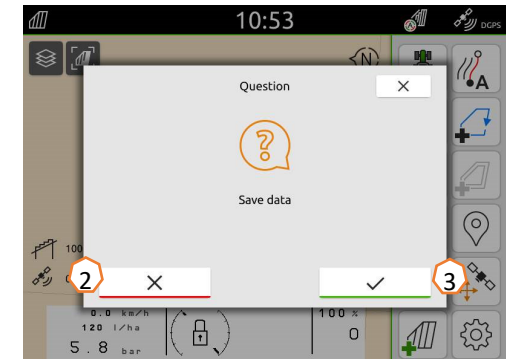 10:53
DGPS
N
A
Question
Save data
100
2
3
0.0 km/h
120 l/ha
5.8 bar
100 %
0